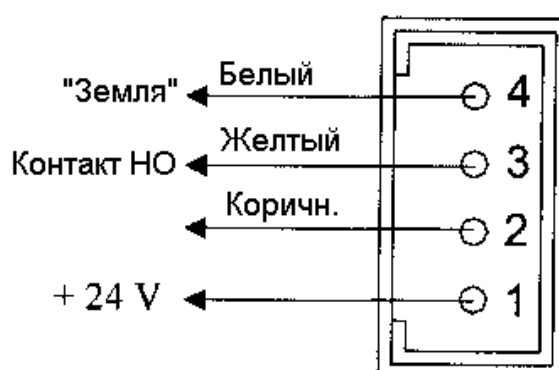 "Земля" Белый 4
Контакт НО Желтый 3
Коричн. 2
+ 24 V 1